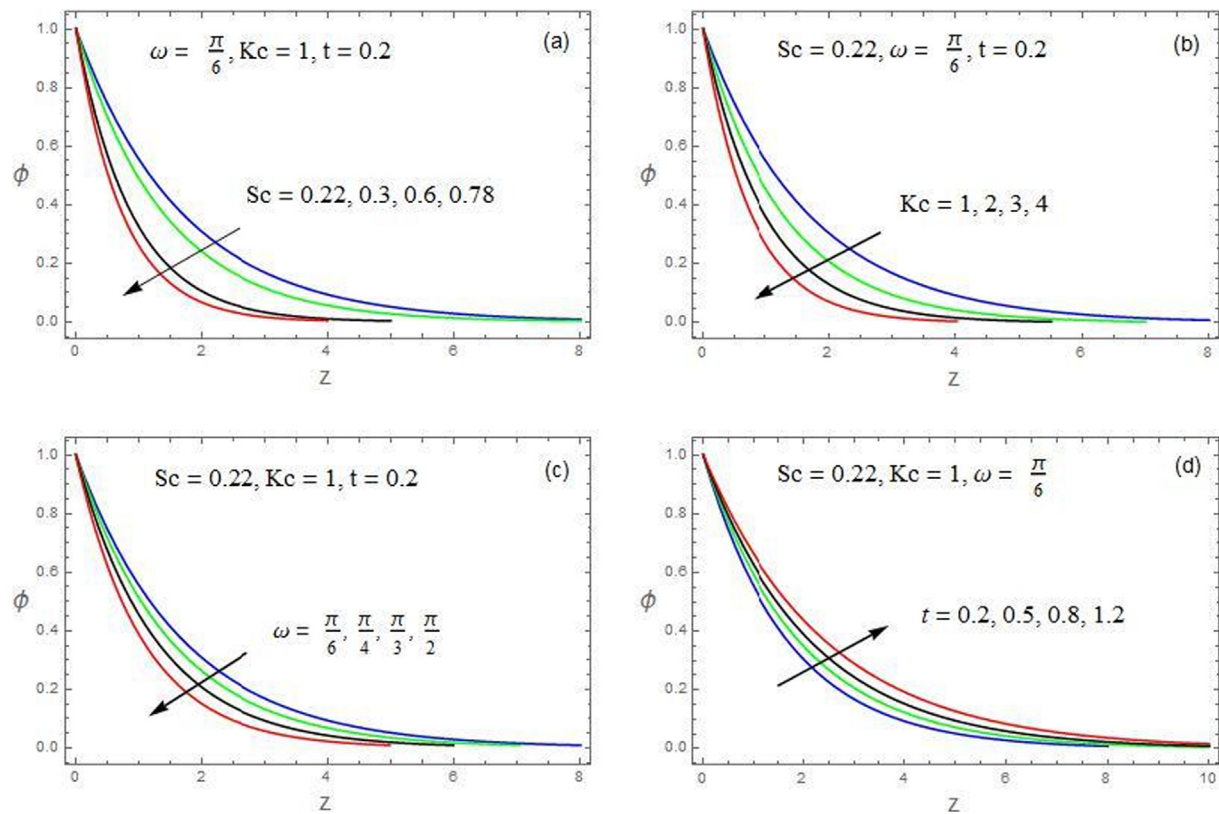 (a)
ω = π/6, Kc = 1, t = 0.2
Sc = 0.22, 0.3, 0.6, 0.78
1.0
0.8
0.6
0.4
0.2
0.0
ϕ
0 2 4 6 8
Z
(b)
Sc = 0.22, ω = π/6, t = 0.2
Kc = 1, 2, 3, 4
1.0
0.8
0.6
0.4
0.2
0.0
ϕ
0 2 4 6 8
Z
(c)
Sc = 0.22, Kc = 1, t = 0.2
ω = π/6, π/4, π/3, π/2
1.0
0.8
0.6
0.4
0.2
0.0
ϕ
0 2 4 6 8
Z
(d)
Sc = 0.22, Kc = 1, ω = π/6
t = 0.2, 0.5, 0.8, 1.2
1.0
0.8
0.6
0.4
0.2
0.0
ϕ
0 2 4 6 8 10
Z